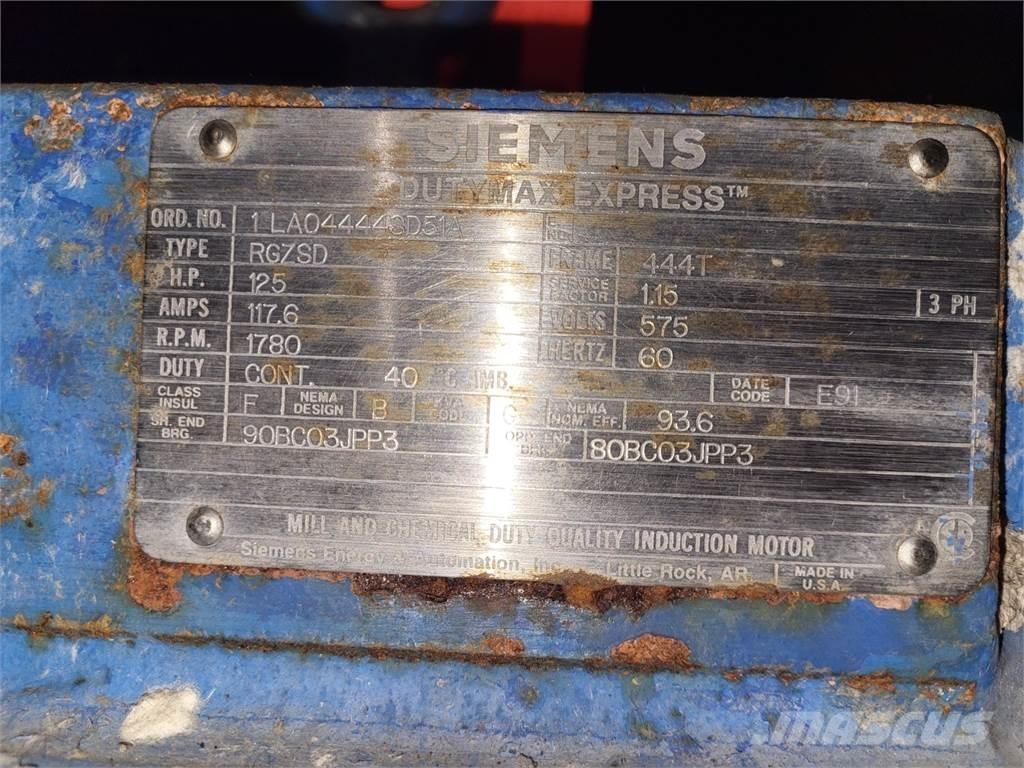 SIEMENS
DUTYMAX EXPRESS™
ORD. NO. 1LA04444SD51A
TYPE RGZSD FRAME 444T
H.P. 125 SERVICE FACTOR 1.15 3 PH
AMPS 117.6 VOLTS 575
R.P.M. 1780 HERTZ 60
DUTY CONT. 40 °C AMB. DATE CODE E91
CLASS INSUL F NEMA DESIGN B KVA CODE G NEMA NOM. EFF. 93.6
SH. END BRG. 90BC03JPP3 OPP. END BRG. 80BC03JPP3
MILL AND CHEMICAL DUTY QUALITY INDUCTION MOTOR
Siemens Energy & Automation, Inc. Little Rock, AR MADE IN U.S.A
MASCUS